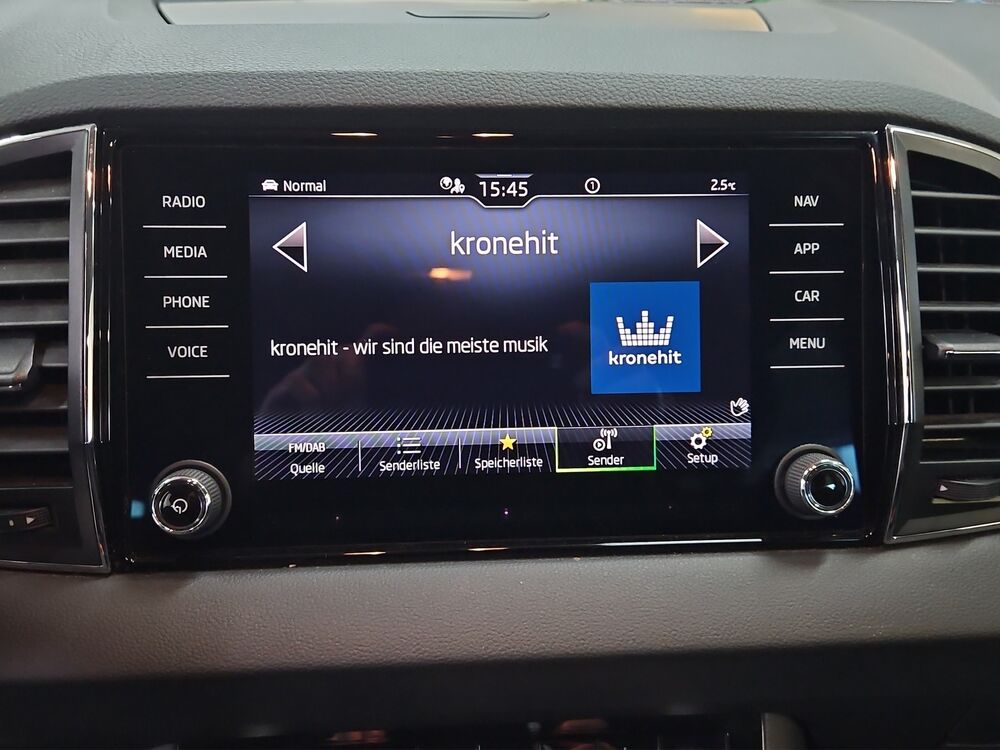 Normal
15:45
1
2.5°C
RADIO
MEDIA
PHONE
VOICE
kronehit
kronehit - wir sind die meiste musik
kronehit
NAV
APP
CAR
MENU
FM/DAB
Quelle
Senderliste
Speicherliste
Sender
Setup